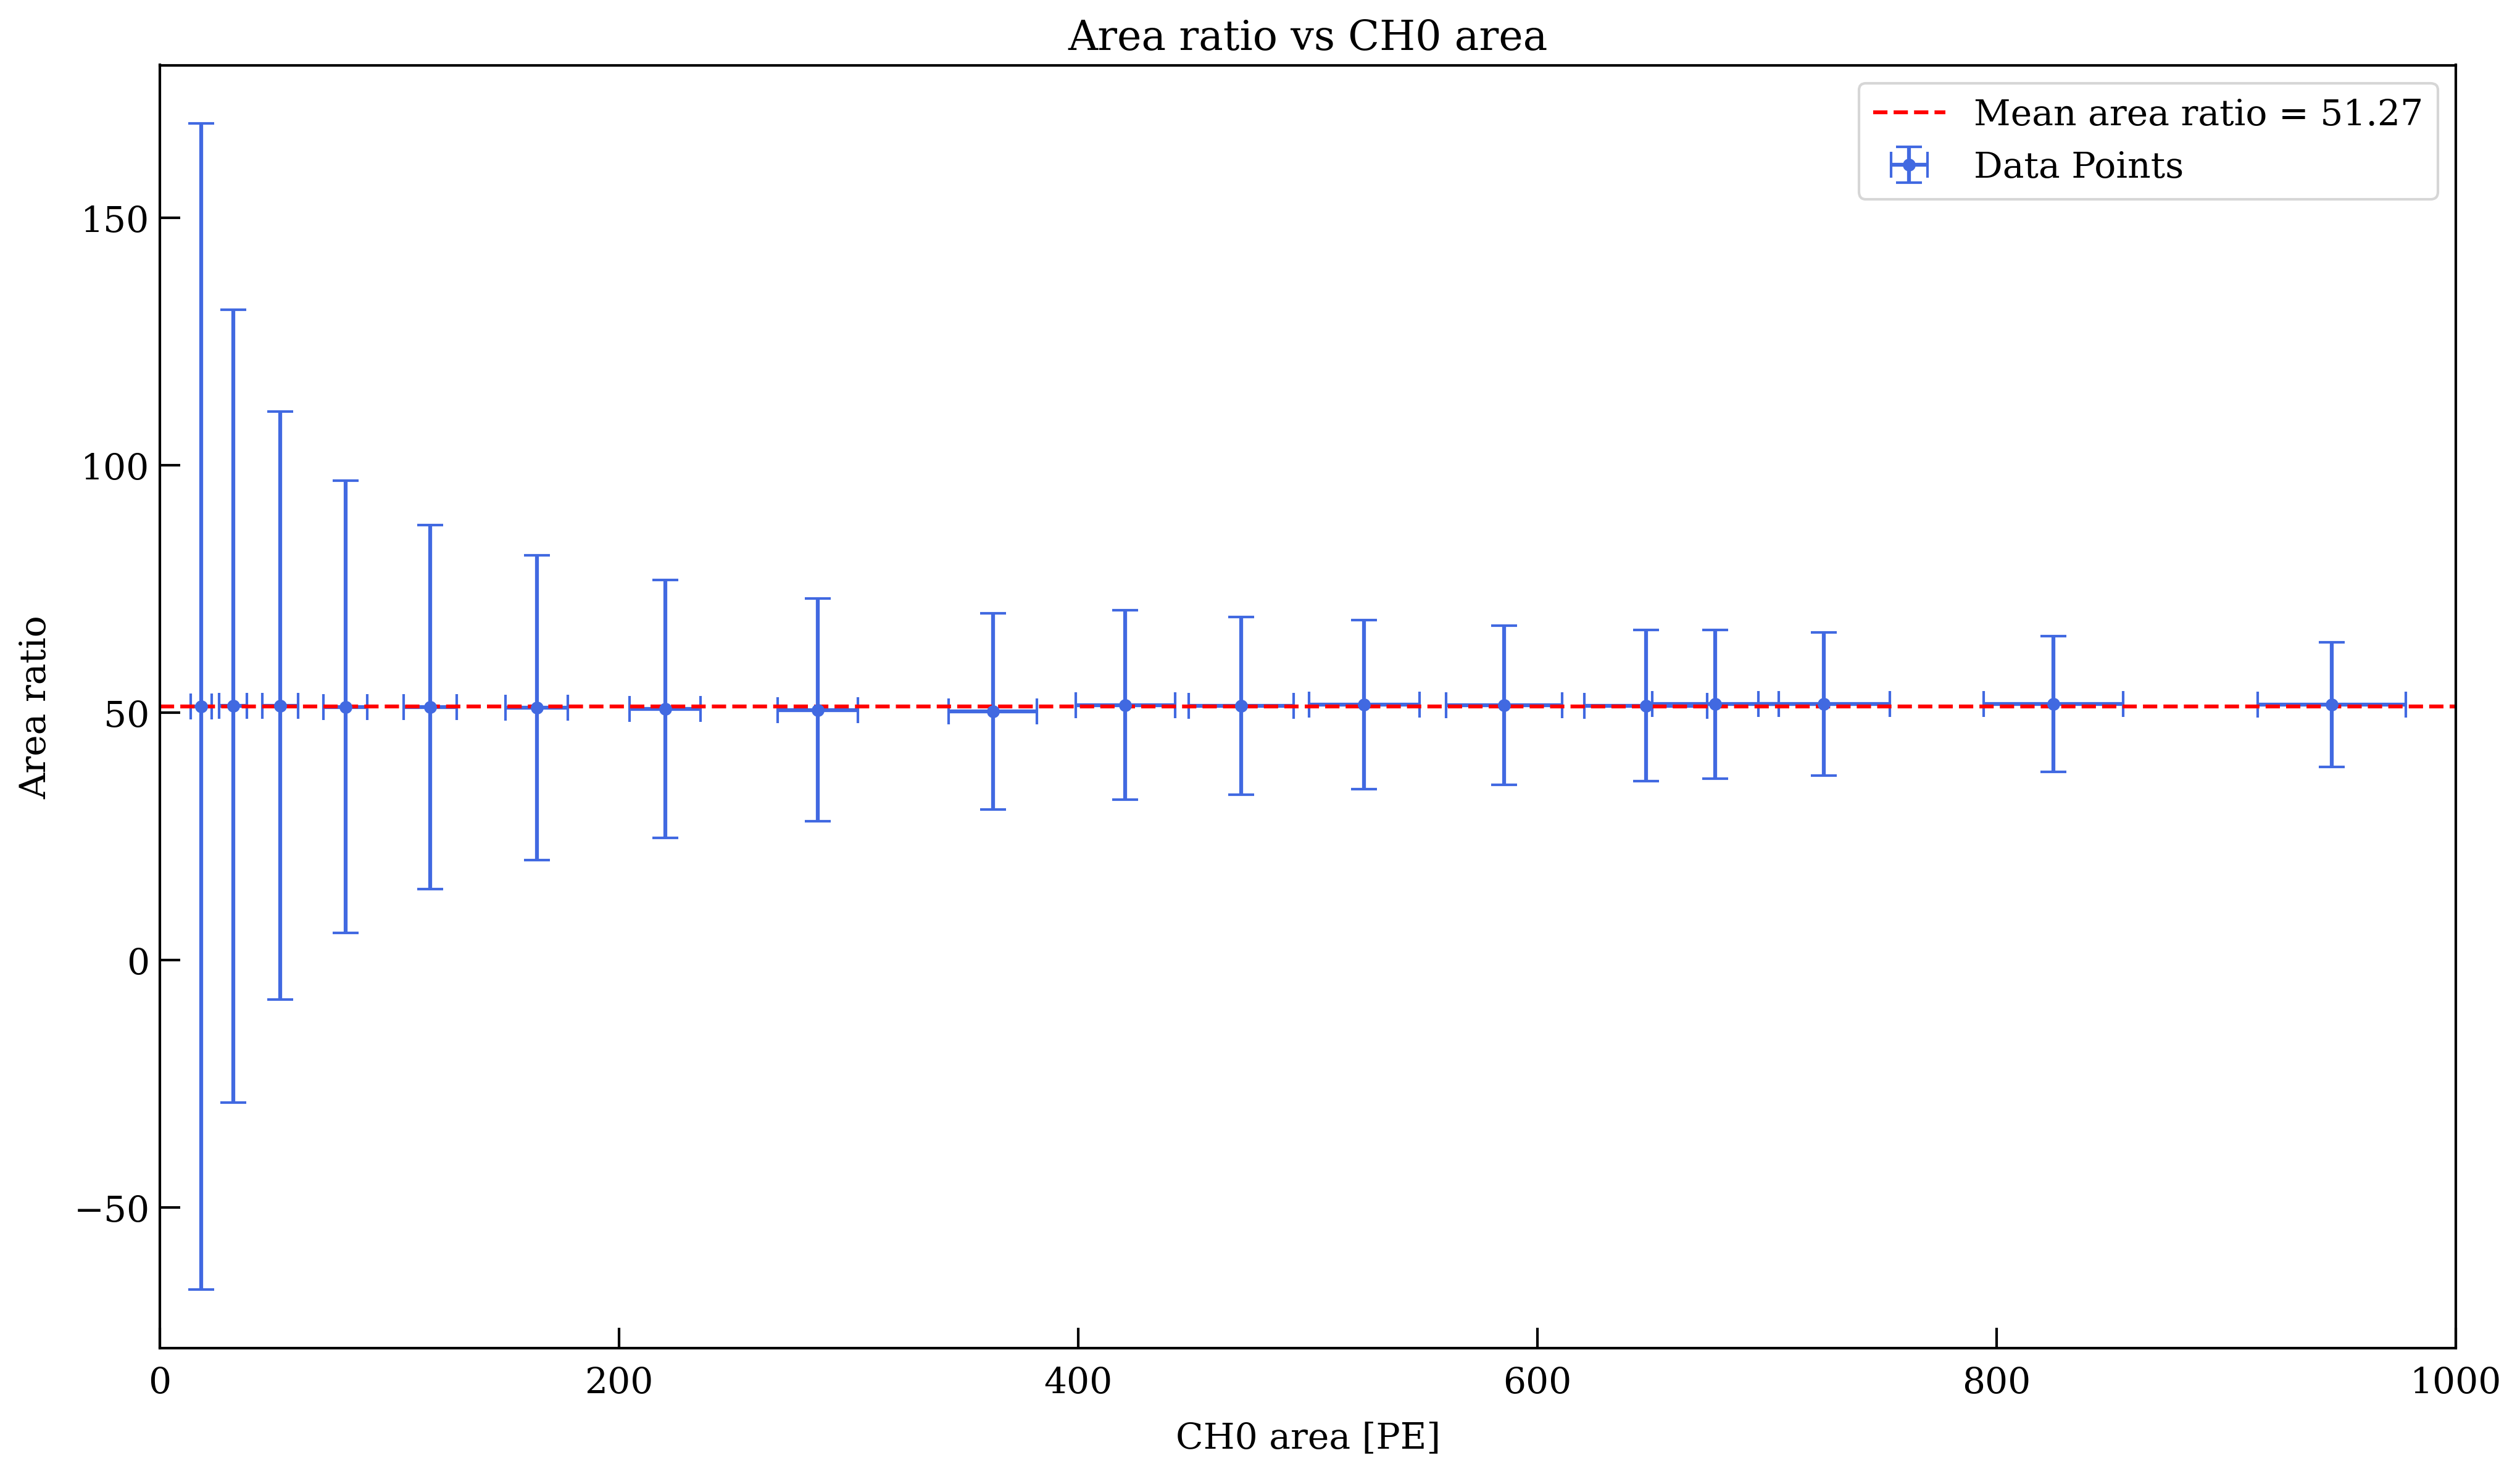 Area ratio vs CH0 area
Mean area ratio = 51.27
Data Points
Area ratio
150
100
50
0
−50
0 200 400 600 800 1000
CH0 area [PE]